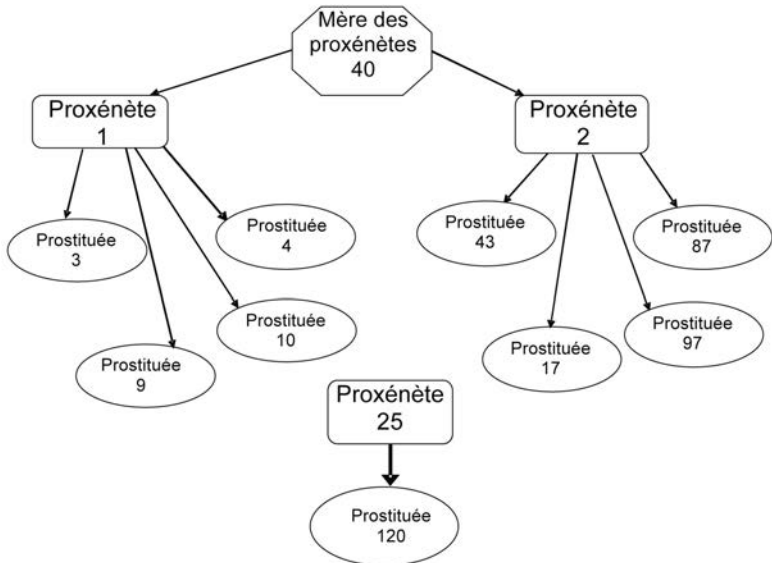 Mère des
proxénètes
40
Proxénète
1
Proxénète
2
Prostituée
3
Prostituée
4
Prostituée
43
Prostituée
87
Prostituée
9
Prostituée
10
Prostituée
17
Prostituée
97
Proxénète
25
Prostituée
120